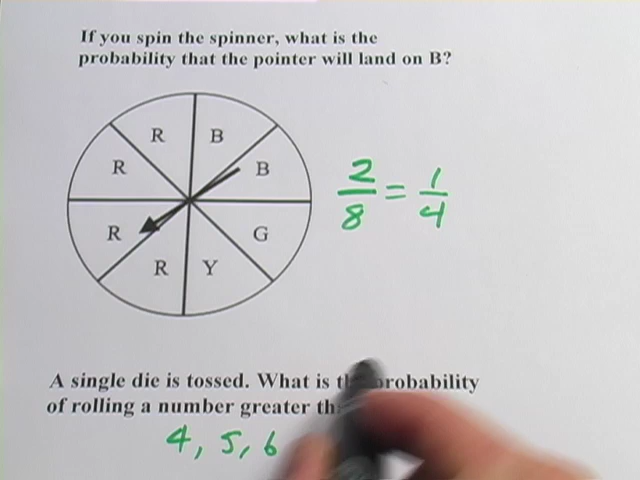 If you spin the spinner, what is the
probability that the pointer will land on B?
R B
R B
R G
R Y
2/8 = 1/4
A single die is tossed. What is probability
of rolling a number greater
4, 5, 6